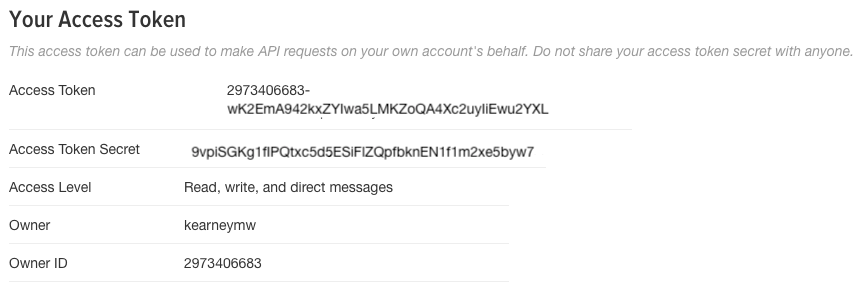 Your Access Token
This access token can be used to make API requests on your own account's behalf. Do not share your access token secret with anyone.
Access Token 2973406683-
wK2EmA942kxZYIwa5LMKZoQA4Xc2uyIiEwu2YXL
Access Token Secret 9vpiSGKg1fIPQtxc5d5ESiFlZQpfbknEN1f1m2xe5byw7
Access Level Read, write, and direct messages
Owner kearneymw
Owner ID 2973406683